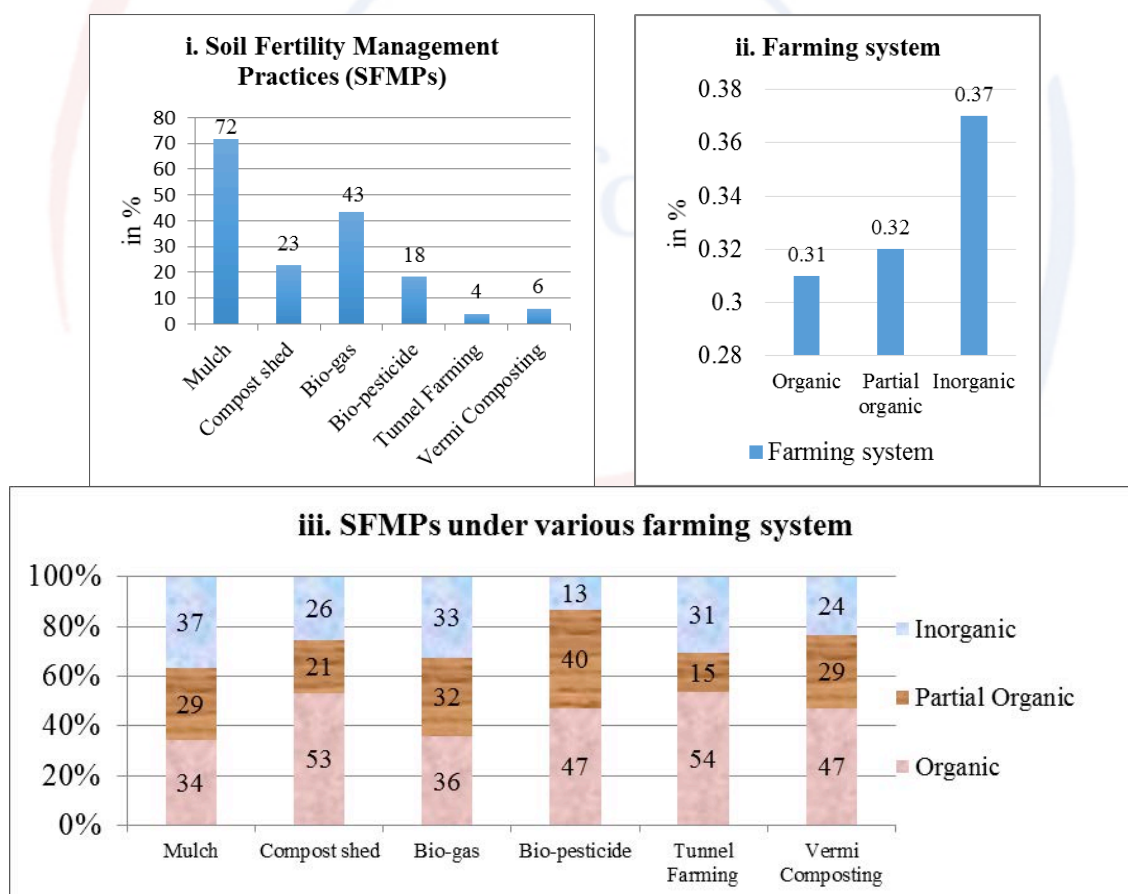 i. Soil Fertility Management
Practices (SFMPs)
in %
80
70
60
50
40
30
20
10
0
72
23
43
18
4
6
Mulch
Compost shed
Bio-gas
Bio-pesticide
Tunnel Farming
Vermi Composting
ii. Farming system
in %
0.38
0.36
0.34
0.32
0.3
0.28
0.31
0.32
0.37
Organic
Partial
organic
Inorganic
Farming system
iii. SFMPs under various farming system
100%
80%
60%
40%
20%
0%
37
26
33
13
31
24
29
21
32
40
15
29
34
53
36
47
54
47
Mulch
Compost shed
Bio-gas
Bio-pesticide
Tunnel
Farming
Vermi
Composting
Inorganic
Partial Organic
Organic